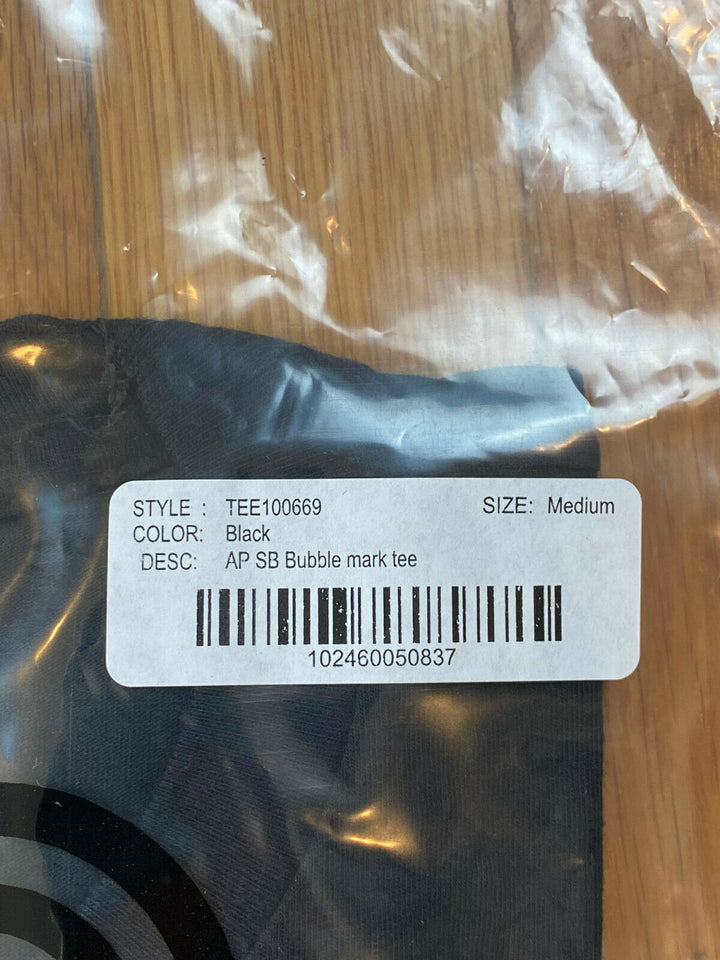 STYLE : TEE100669 SIZE: Medium
COLOR: Black
DESC: AP SB Bubble mark tee
102460050837